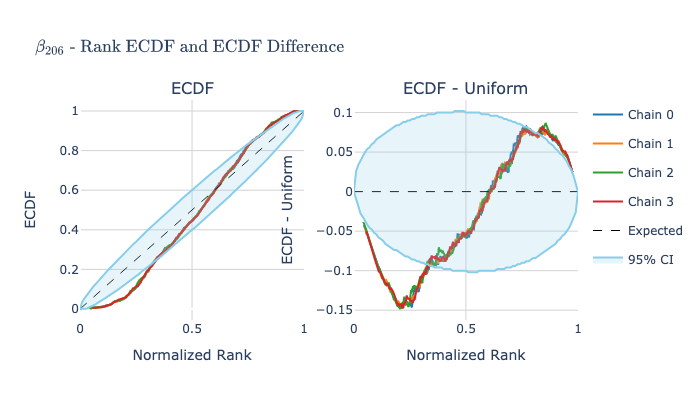 β206 - Rank ECDF and ECDF Difference
ECDF
ECDF - Uniform
ECDF
1
0.8
0.6
0.4
0.2
0
0
0.5
1
Normalized Rank
ECDF - Uniform
0.1
0.05
0
−0.05
−0.1
−0.15
0
0.5
1
Normalized Rank
Chain 0
Chain 1
Chain 2
Chain 3
Expected
95% CI